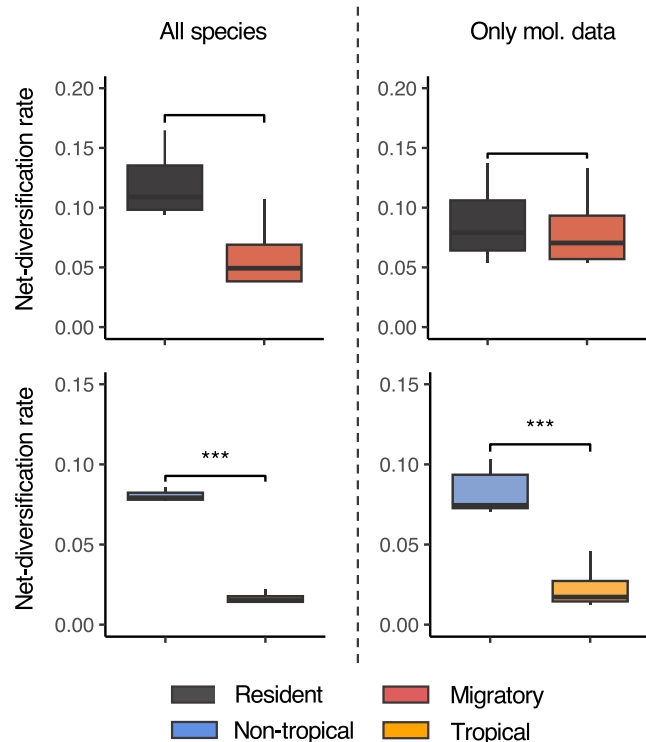 All species
Only mol. data
Net-diversification rate
0.20
0.15
0.10
0.05
0.00
0.20
0.15
0.10
0.05
0.00
Net-diversification rate
0.15
0.10
0.05
0.00
***
0.15
0.10
0.05
0.00
***
Resident
Migratory
Non-tropical
Tropical